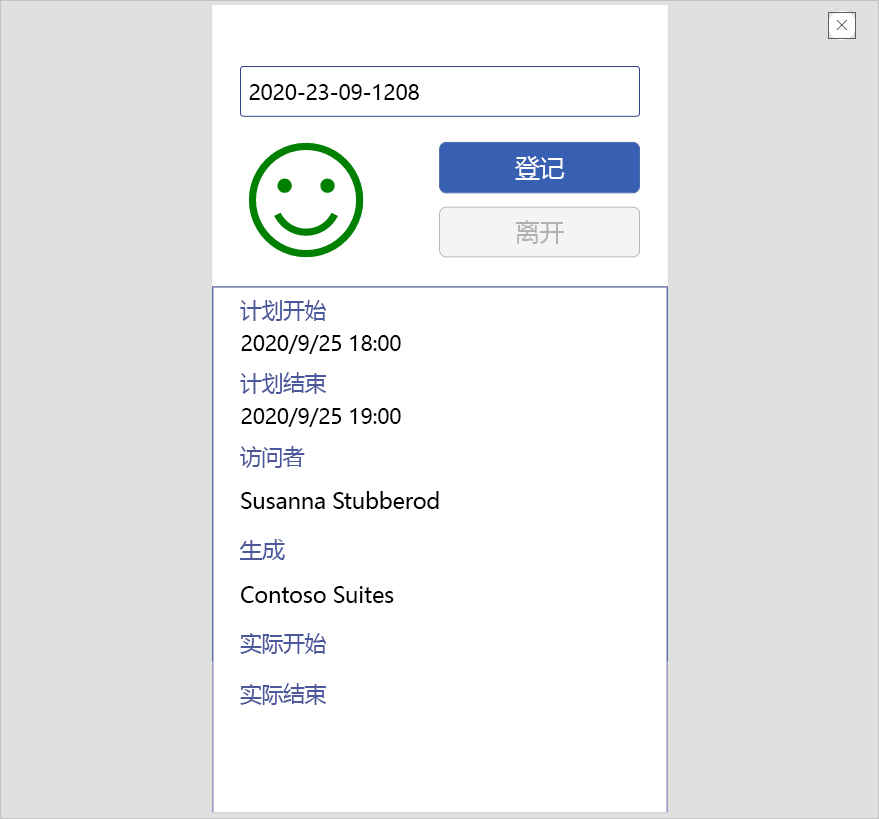 2020-23-09-1208
登记
离开
计划开始
2020/9/25 18:00
计划结束
2020/9/25 19:00
访问者
Susanna Stubberod
生成
Contoso Suites
实际开始
实际结束